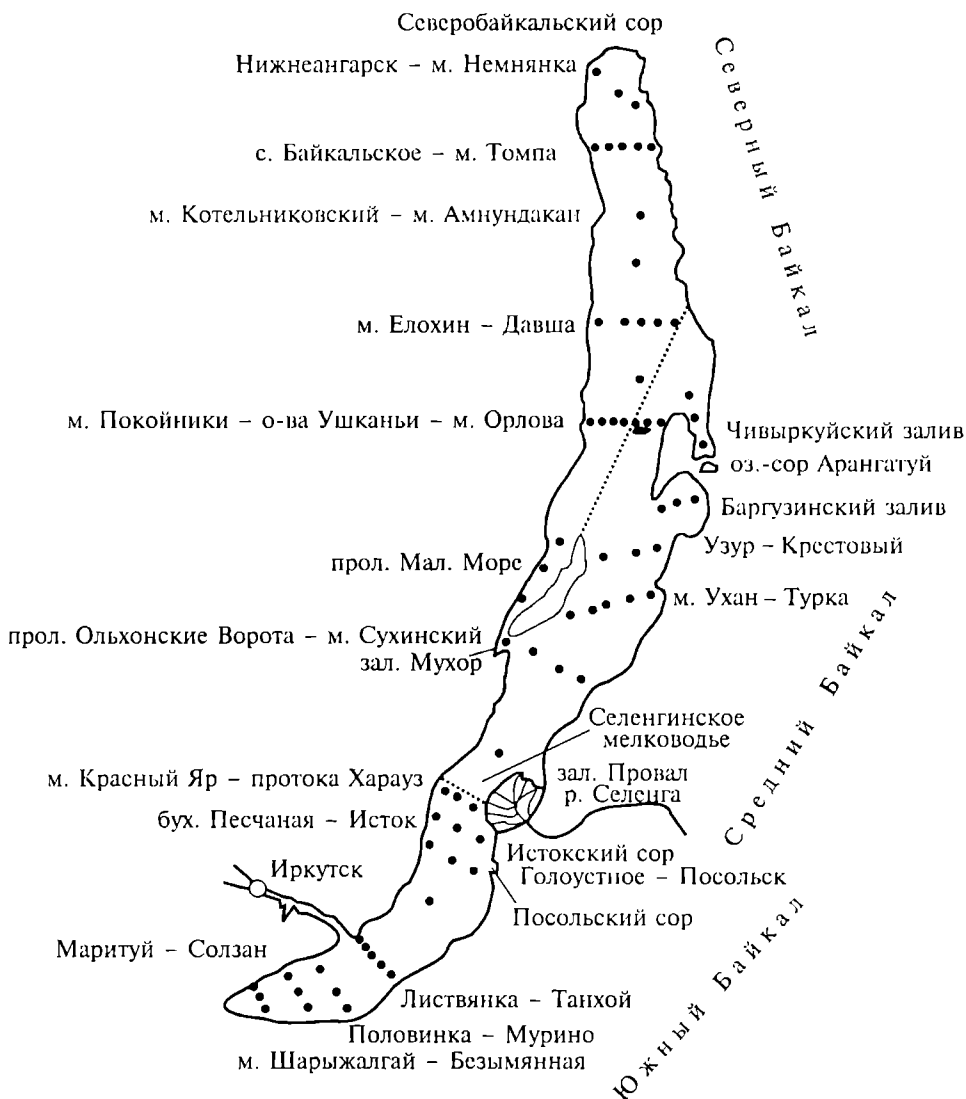 Северобайкальский сор
Нижнеангарск – м. Немнянка
Северный Байкал
с. Байкальское – м. Томпа
м. Котельниковский – м. Амнундакан
м. Елохин – Давша
м. Покойники – о-ва Ушканьи – м. Орлова
Чивыркуйский залив
оз.-сор Арангатуй
Баргузинский залив
Узур – Крестовый
прол. Мал. Море
м. Ухан – Турка
прол. Ольхонские Ворота – м. Сухинский
зал. Мухор
Средний Байкал
Селенгинское
мелководье
м. Красный Яр – протока Харауз
зал. Провал
р. Селенга
бух. Песчаная – Исток
Истокский сор
Голоустное – Посольск
Иркутск
Посольский сор
Маритуй – Солзан
Южный Байкал
Листвянка – Танхой
Половинка – Мурино
м. Шарыжалгай – Безымянная